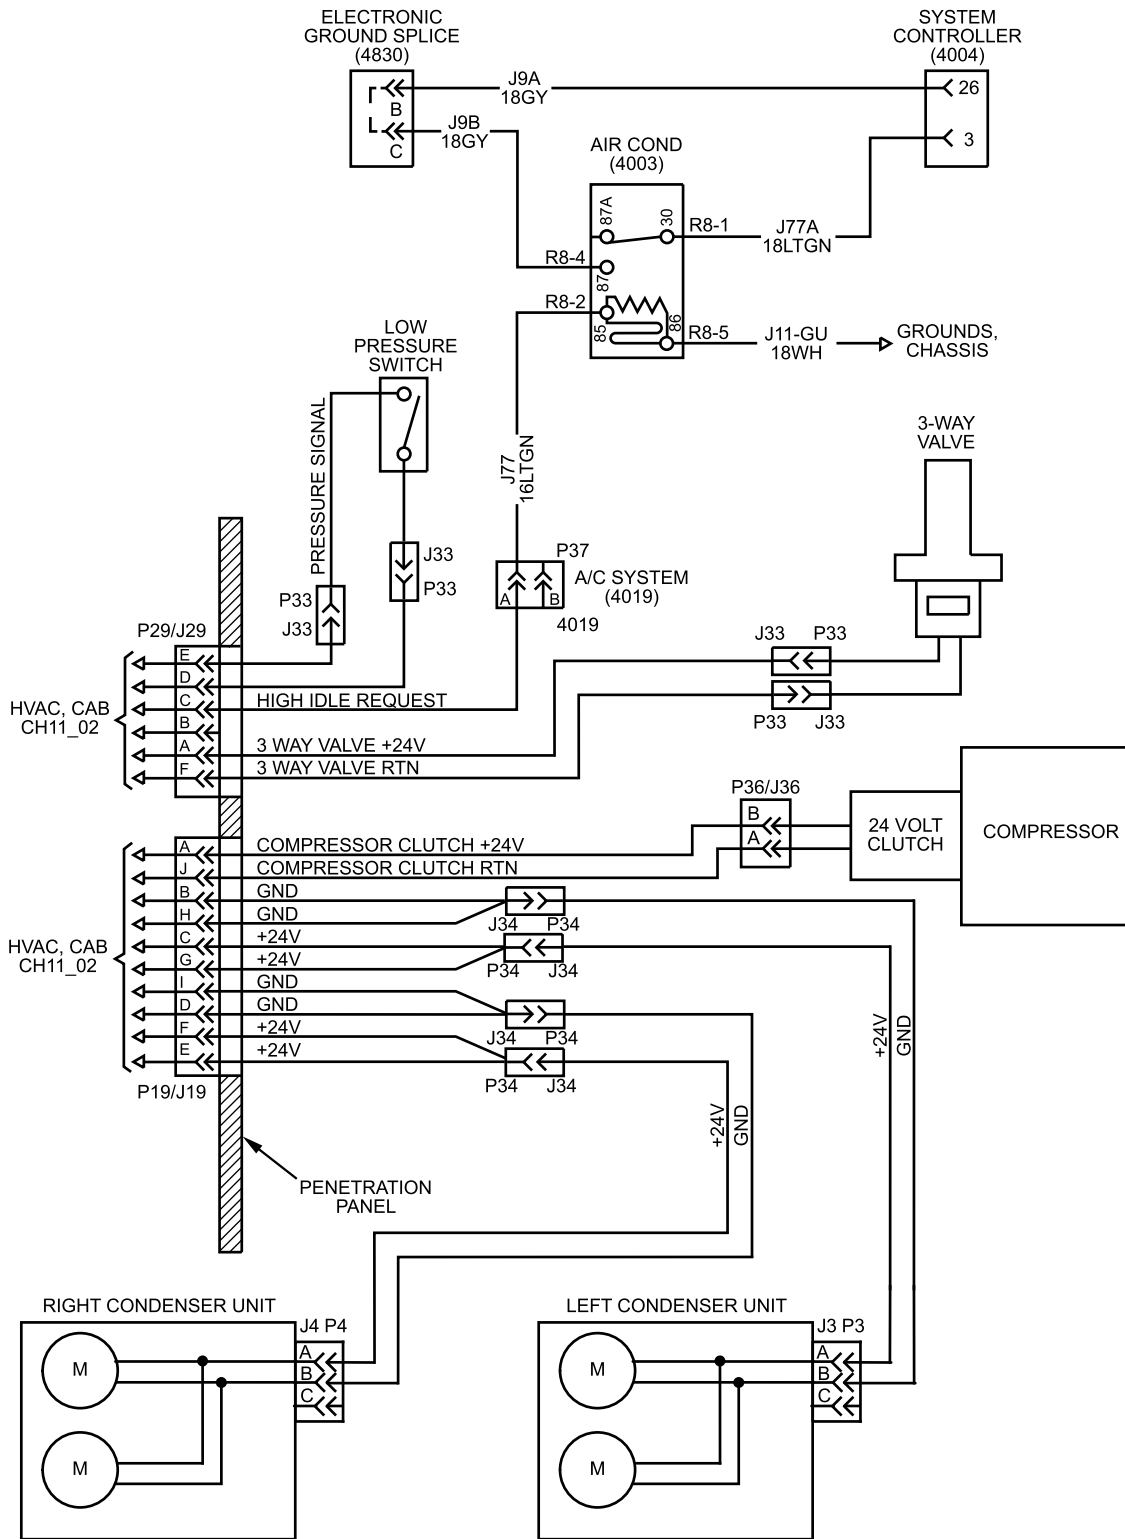 ELECTRONIC
GROUND SPLICE
(4830)
SYSTEM
CONTROLLER
(4004)
J9A
18GY
26
B
J9B
18GY
C
3
AIR COND
(4003)
87A
30
R8-1
J77A
18LTGN
R8-4
87
R8-2
85
86
R8-5
J11-GU
18WH
GROUNDS,
CHASSIS
LOW
PRESSURE
SWITCH
PRESSURE SIGNAL
J77
16LTGN
3-WAY
VALVE
J33
P33
P37
A/C SYSTEM
(4019)
A
B
4019
P33
J33
P29/J29
E
D
C
B
A
F
HVAC, CAB
CH11_02
HIGH IDLE REQUEST
3 WAY VALVE +24V
3 WAY VALVE RTN
J33 P33
P33 J33
P36/J36
B
A
24 VOLT
CLUTCH
COMPRESSOR
HVAC, CAB
CH11_02
A
COMPRESSOR CLUTCH +24V
J
COMPRESSOR CLUTCH RTN
B
GND
H
GND
J34 P34
C
+24V
G
+24V
P34 J34
I
GND
D
GND
J34 P34
F
+24V
E
+24V
P34 J34
P19/J19
+24V
GND
+24V
GND
PENETRATION
PANEL
RIGHT CONDENSER UNIT
J4 P4
A
B
C
M
M
LEFT CONDENSER UNIT
J3 P3
A
B
C
M
M